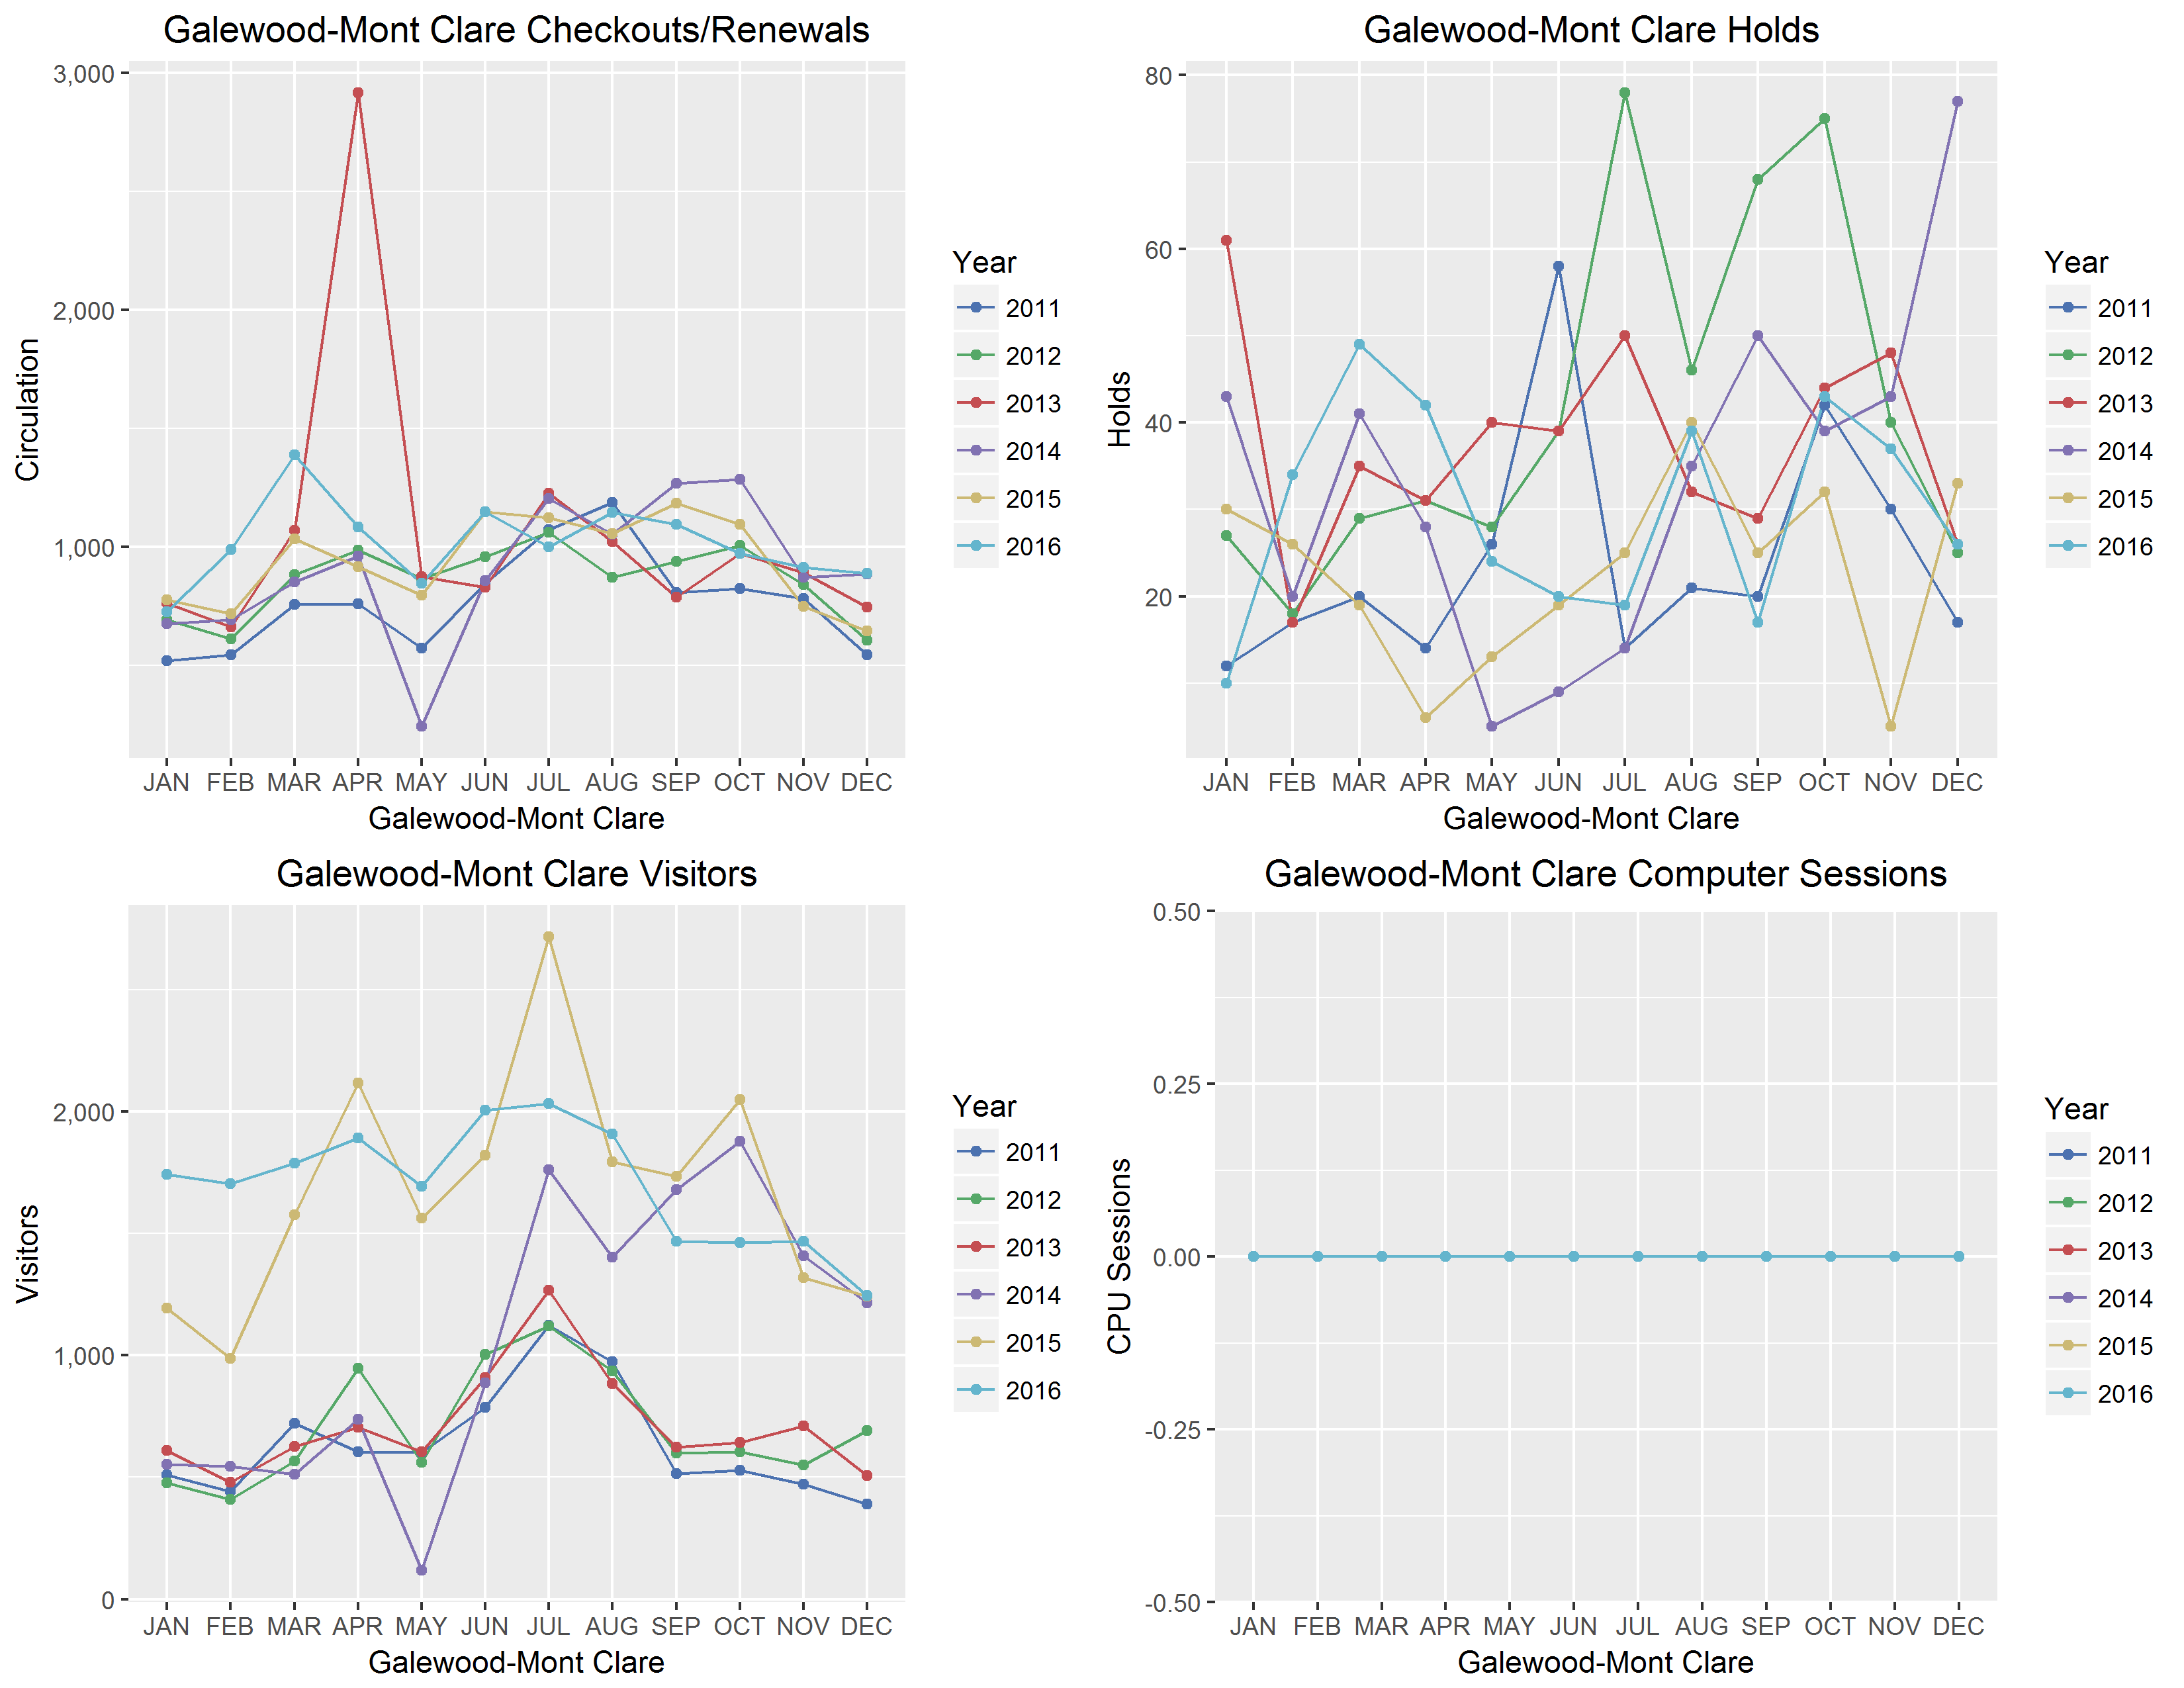 Galewood-Mont Clare Checkouts/Renewals
3,000
2,000
1,000
Circulation
JAN FEB MAR APR MAY JUN JUL AUG SEP OCT NOV DEC
Galewood-Mont Clare
Year
2011
2012
2013
2014
2015
2016
Galewood-Mont Clare Holds
80
60
40
20
Holds
JAN FEB MAR APR MAY JUN JUL AUG SEP OCT NOV DEC
Galewood-Mont Clare
Year
2011
2012
2013
2014
2015
2016
Galewood-Mont Clare Visitors
2,000
1,000
0
Visitors
JAN FEB MAR APR MAY JUN JUL AUG SEP OCT NOV DEC
Galewood-Mont Clare
Year
2011
2012
2013
2014
2015
2016
Galewood-Mont Clare Computer Sessions
0.50
0.25
0.00
-0.25
-0.50
CPU Sessions
JAN FEB MAR APR MAY JUN JUL AUG SEP OCT NOV DEC
Galewood-Mont Clare
Year
2011
2012
2013
2014
2015
2016